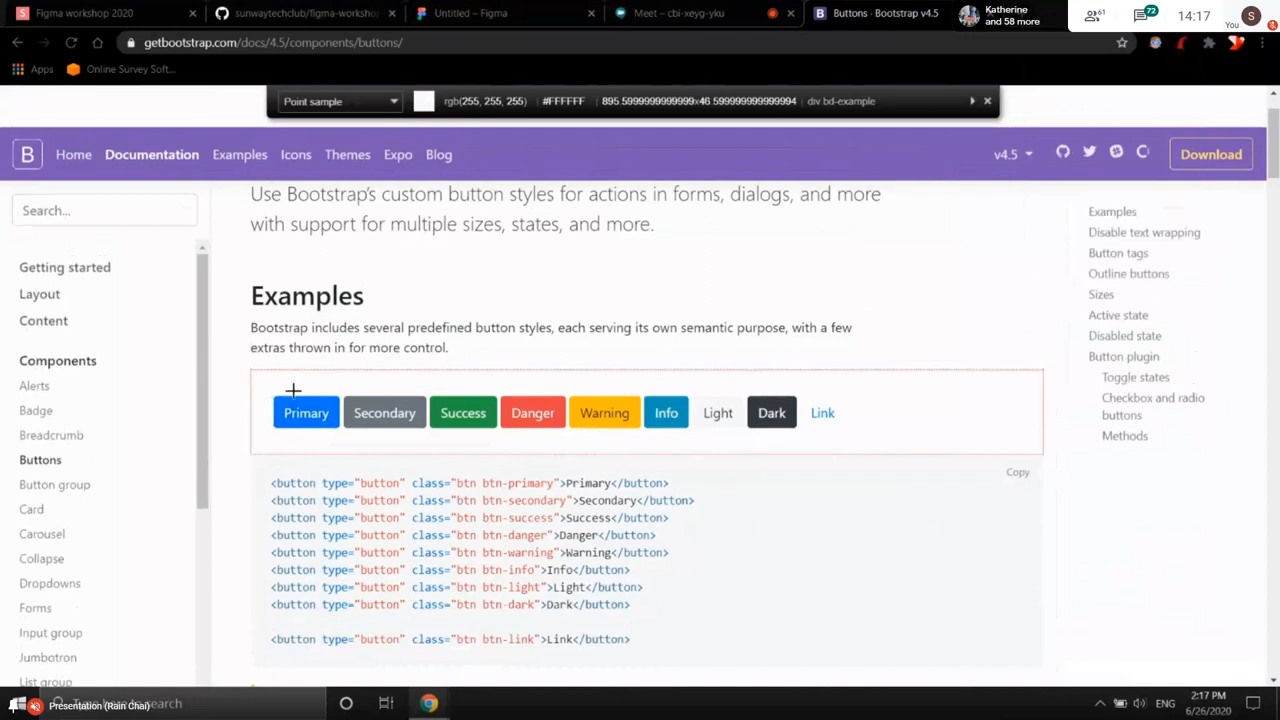 Figma workshop 2020
sunwaytechclub/figma-workshop
Untitled – Figma
Meet – cbi-xeyg-yku
Buttons · Bootstrap v4.5
Katherine
and 58 more
61
72
14:17
You
S
getbootstrap.com/docs/4.5/components/buttons/
Apps
Online Survey Soft...
Point sample
rgb(255, 255, 255)
#FFFFFF
895.5999999999999x46.599999999999994
div bd-example
B
Home
Documentation
Examples
Icons
Themes
Expo
Blog
v4.5
Download
Use Bootstrap's custom button styles for actions in forms, dialogs, and more
with support for multiple sizes, states, and more.
Search...
Getting started
Layout
Content
Components
Alerts
Badge
Breadcrumb
Buttons
Button group
Card
Carousel
Collapse
Dropdowns
Forms
Input group
Jumbotron
List group
Examples
Bootstrap includes several predefined button styles, each serving its own semantic purpose, with a few
extras thrown in for more control.
Primary
Secondary
Success
Danger
Warning
Info
Light
Dark
Link
Copy
<button type="button" class="btn btn-primary">Primary</button>
<button type="button" class="btn btn-secondary">Secondary</button>
<button type="button" class="btn btn-success">Success</button>
<button type="button" class="btn btn-danger">Danger</button>
<button type="button" class="btn btn-warning">Warning</button>
<button type="button" class="btn btn-info">Info</button>
<button type="button" class="btn btn-light">Light</button>
<button type="button" class="btn btn-dark">Dark</button>
<button type="button" class="btn btn-link">Link</button>
Examples
Disable text wrapping
Button tags
Outline buttons
Sizes
Active state
Disabled state
Button plugin
Toggle states
Checkbox and radio
buttons
Methods
Presentation (Rain chai)
search
ENG
2:17 PM
6/26/2020